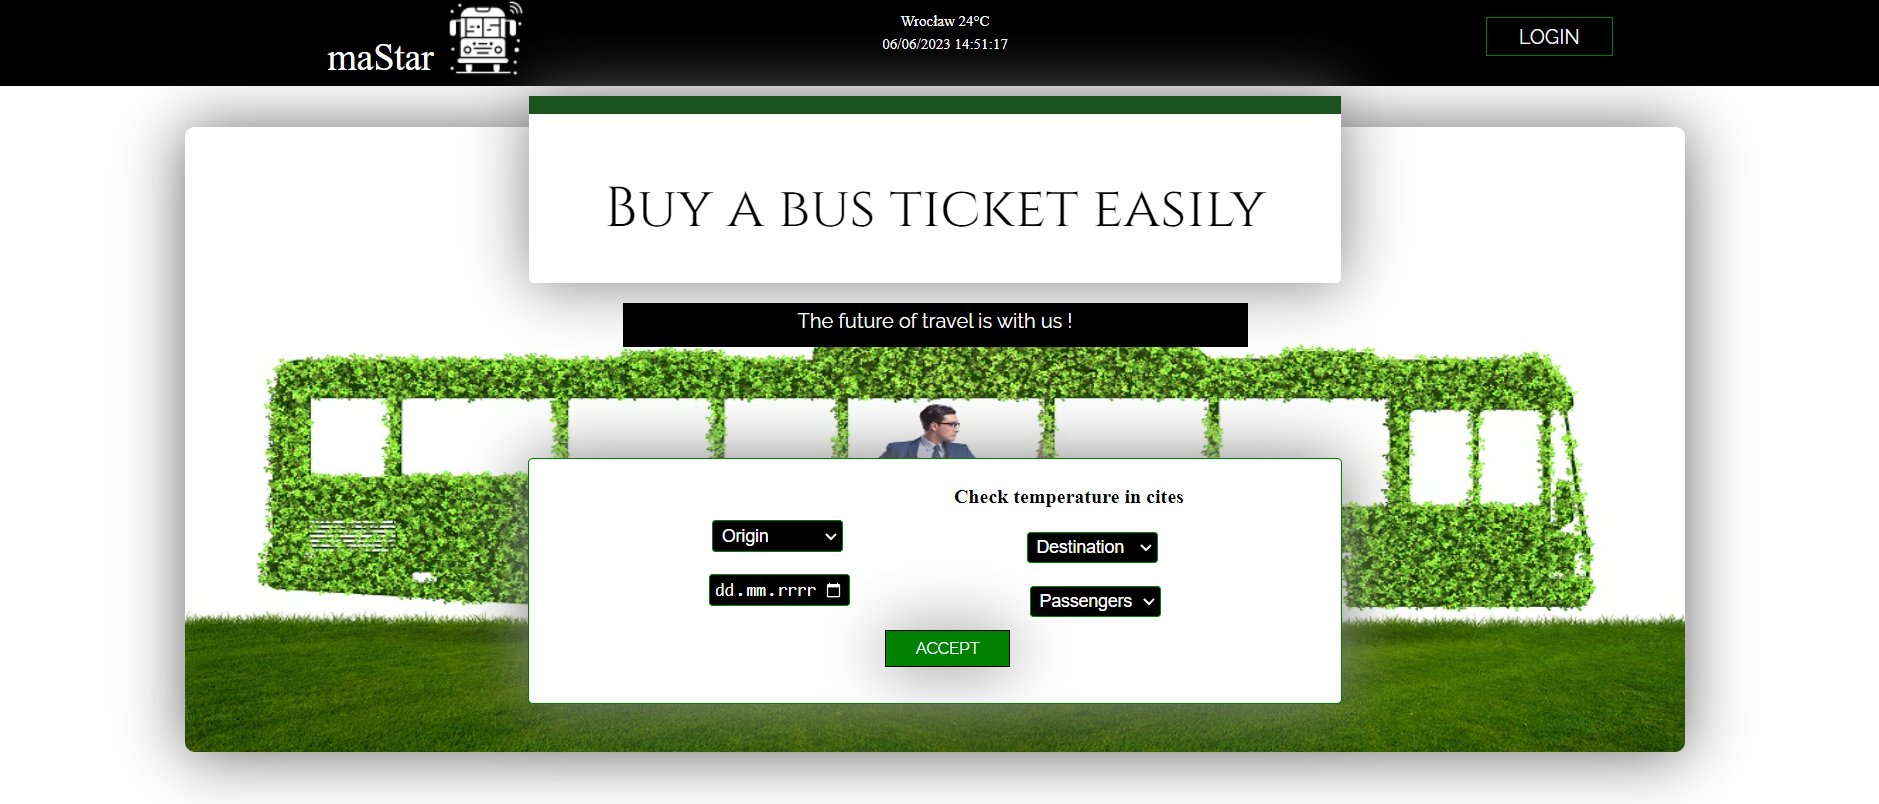 maStar
Wrocław 24°C
06/06/2023 14:51:17
LOGIN
Buy a bus ticket easily
The future of travel is with us !
Check temperature in cites
Origin
Destination
dd.mm.rrrr
Passengers
ACCEPT